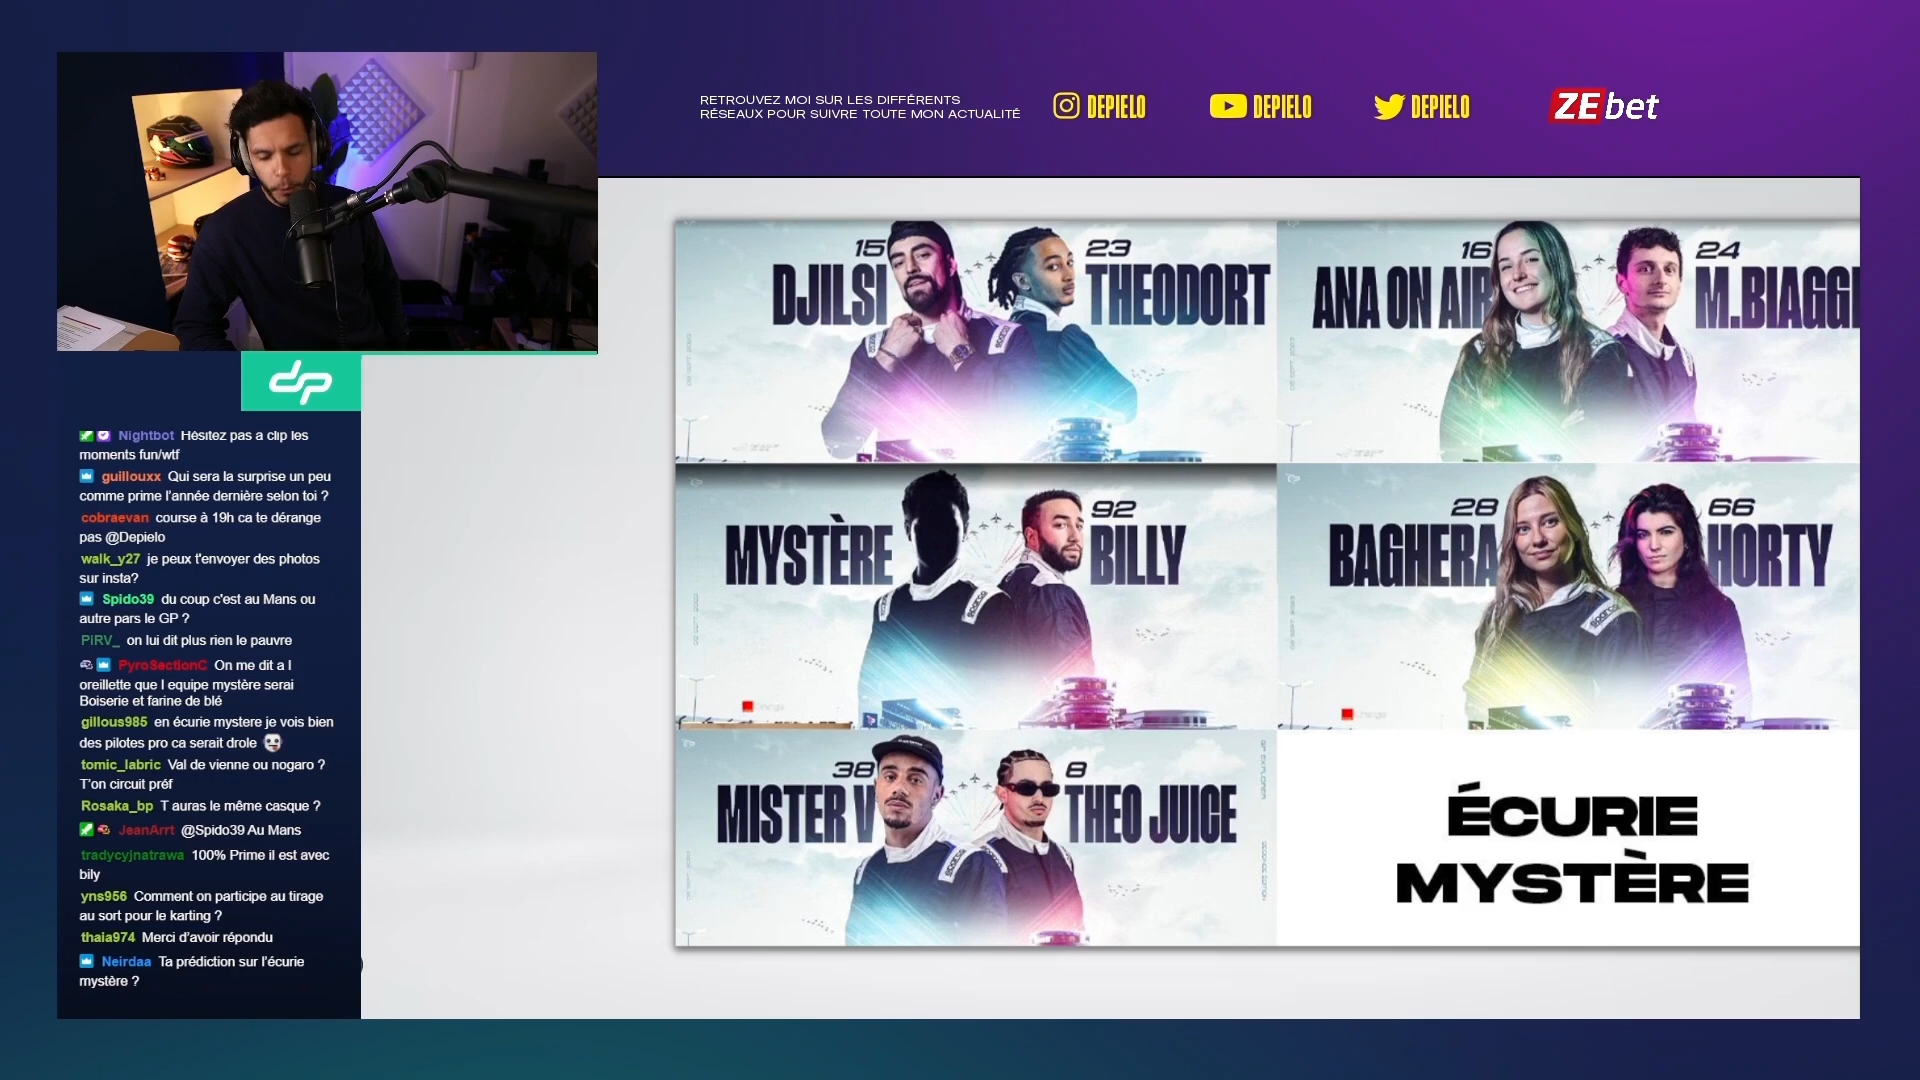 RETROUVEZ MOI SUR LES DIFFÉRENTS
RÉSEAUX POUR SUIVRE TOUTE MON ACTUALITÉ
DEPIELO
DEPIELO
DEPIELO
ZEbet
15
DJILSI
23
THEODORT
16
ANA ON AIR
24
M.BIAGGI
MYSTÈRE
92
BILLY
28
BAGHERA
66
HORTY
38
MISTER V
8
THEO JUICE
ÉCURIE
MYSTÈRE
dp
Nightbot Hésitez pas a clip les
moments fun/wtf
guillouxx Qui sera la surprise un peu
comme prime l'année dernière selon toi ?
cobraevan course à 19h ca te dérange
pas @Depielo
walk_y27 je peux t'envoyer des photos
sur insta?
Spido39 du coup c'est au Mans ou
autre pars le GP ?
PIRV_ on lui dit plus rien le pauvre
PyroSectionC On me dit a l
oreillette que l equipe mystère serai
Boiserie et farine de blé
gillous985 en écurie mystere je vois bien
des pilotes pro ca serait drole
tomic_labric Val de vienne ou nogaro ?
T'on circuit préf
Rosaka_bp T auras le même casque ?
JeanArrt @Spido39 Au Mans
tradycyjnatrawa 100% Prime il est avec
bily
yns956 Comment on participe au tirage
au sort pour le karting ?
thaia974 Merci d'avoir répondu
Neirdaa Ta prédiction sur l'écurie
mystère ?